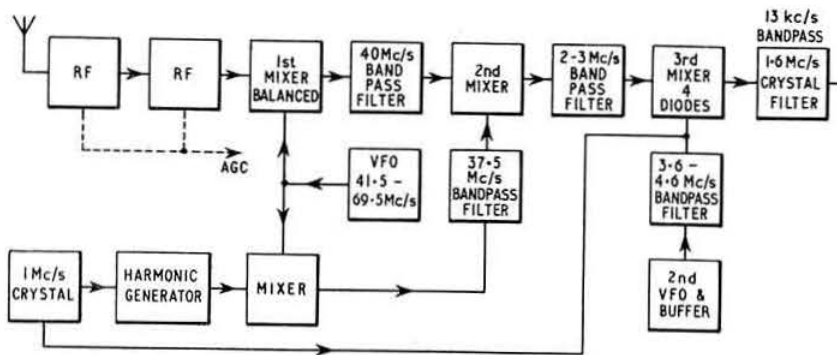 RF
RF
1st
MIXER
BALANCED
40Mc/s
BAND
PASS
FILTER
2nd
MIXER
2-3Mc/s
BAND
PASS
FILTER
3rd
MIXER
4
DIODES
13 kc/s
BANDPASS
1·6Mc/s
CRYSTAL
FILTER
AGC
VFO
41·5 –
69·5Mc/s
37·5
Mc/s
BANDPASS
FILTER
3·6 –
4·6Mc/s
BANDPASS
FILTER
1Mc/s
CRYSTAL
HARMONIC
GENERATOR
MIXER
2nd
VFO &
BUFFER